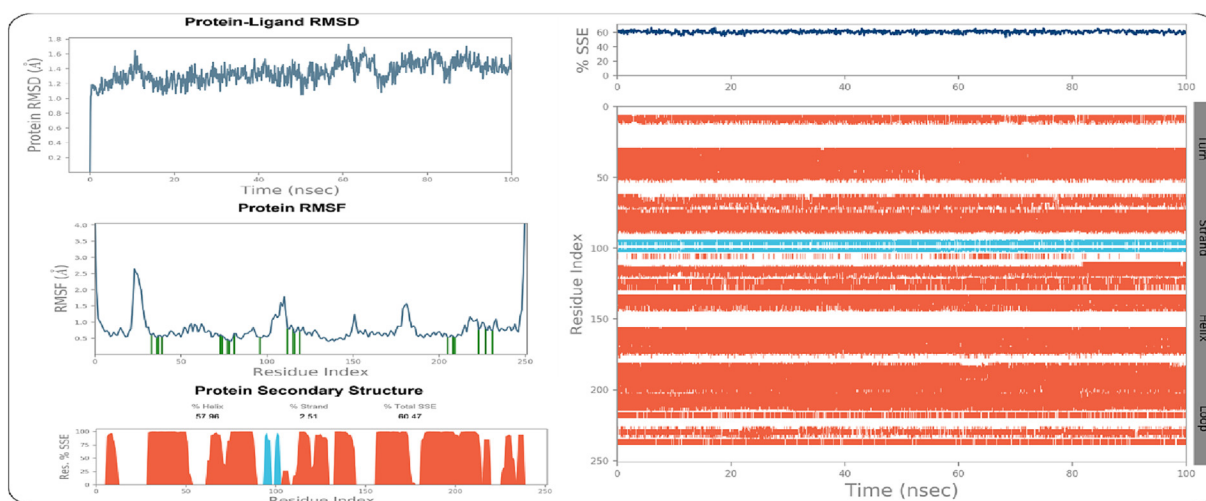 Protein-Ligand RMSD
Protein RMSD (Å)
1.8
1.6
1.4
1.2
1.0
0.8
0.6
0.4
0.2
0 20 40 60 80 100
Time (nsec)
Protein RMSF
RMSF (Å)
4.0
3.5
3.0
2.5
2.0
1.5
1.0
0.5
0 50 100 150 200 250
Residue Index
Protein Secondary Structure
% Helix % Strand % Total SSE
57.96 2.51 60.47
Res. % SSE
100
75
50
25
0
0 50 100 150 200 250
Residue Index
% SSE
80
60
40
20
0
0 20 40 60 80 100
Residue Index
0
50
100
150
200
250
Turn
Strand
Helix
Loop
0 20 40 60 80 100
Time (nsec)